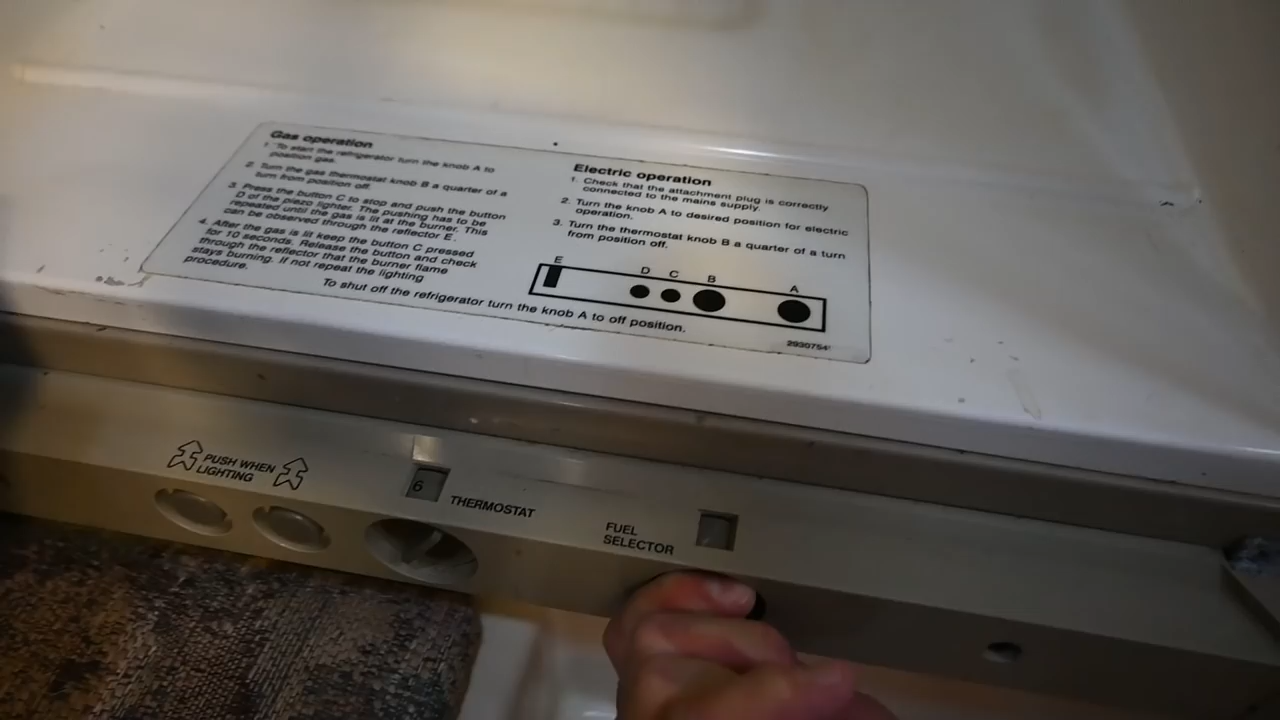 Gas operation
1. To start the refrigerator turn the knob A to
position gas.
2. Turn the gas thermostat knob B a quarter of a
turn from position off.
3. Press the button C to stop and push the button
D of the piezo lighter. The pushing has to be
repeated until the gas is lit at the burner. This
can be observed through the reflector E.
4. After the gas is lit keep the button C pressed
for 10 seconds. Release the button and check
through the reflector that the burner flame
stays burning. If not repeat the lighting
procedure.
Electric operation
1. Check that the attachment plug is correctly
connected to the mains supply.
2. Turn the knob A to desired position for electric
operation.
3. Turn the thermostat knob B a quarter of a turn
from position off.
E D C B A
To shut off the refrigerator turn the knob A to off position.
2930754
PUSH WHEN
LIGHTING
6
THERMOSTAT
FUEL
SELECTOR